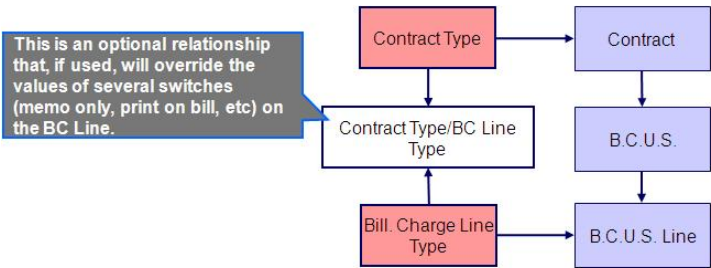 This is an optional relationship
that, if used, will override the
values of several switches
(memo only, print on bill, etc) on
the BC Line.
Contract Type
Contract
Contract Type/BC Line
Type
B.C.U.S.
Bill. Charge Line
Type
B.C.U.S. Line